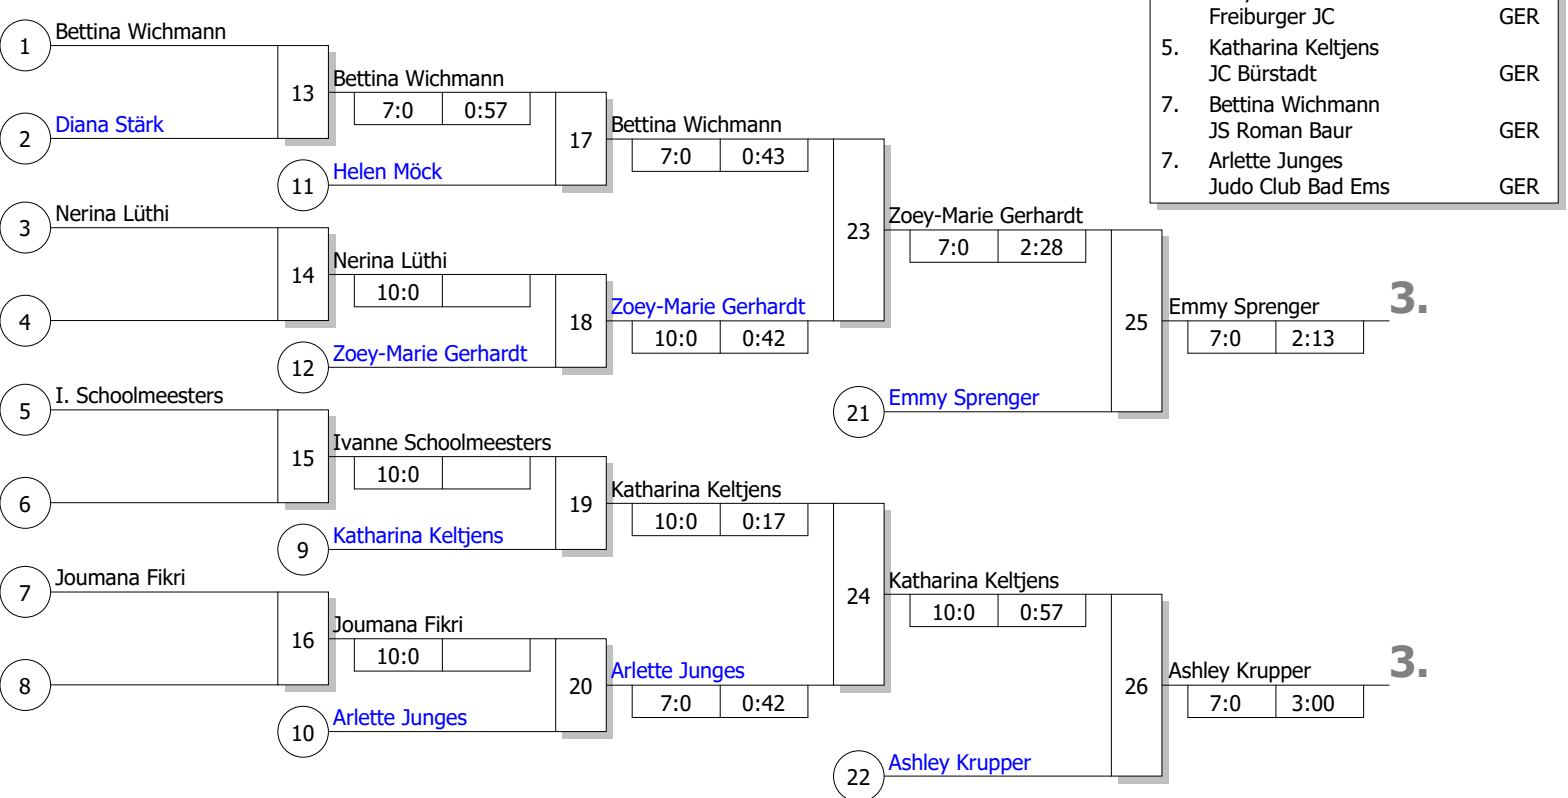 Freiburger JC GER
5. Katharina Keltjens
JC Bürstadt GER
7. Bettina Wichmann
JS Roman Baur GER
7. Arlette Junges
Judo Club Bad Ems GER
1 Bettina Wichmann
13
Bettina Wichmann
7:0 0:57
2 Diana Stärk
17
Bettina Wichmann
7:0 0:43
11 Helen Möck
3 Nerina Lüthi
23
Zoey-Marie Gerhardt
7:0 2:28
14
Nerina Lüthi
10:0
4
18
Zoey-Marie Gerhardt
10:0 0:42
12 Zoey-Marie Gerhardt
25
Emmy Sprenger 3.
7:0 2:13
5 I. Schoolmeesters
21 Emmy Sprenger
15
Ivanne Schoolmeesters
10:0
6
19
Katharina Keltjens
10:0 0:17
9 Katharina Keltjens
7 Joumana Fikri
24
Katharina Keltjens
10:0 0:57
16
Joumana Fikri
10:0
8
20
Arlette Junges
7:0 0:42
10 Arlette Junges
26
Ashley Krupper 3.
7:0 3:00
22 Ashley Krupper